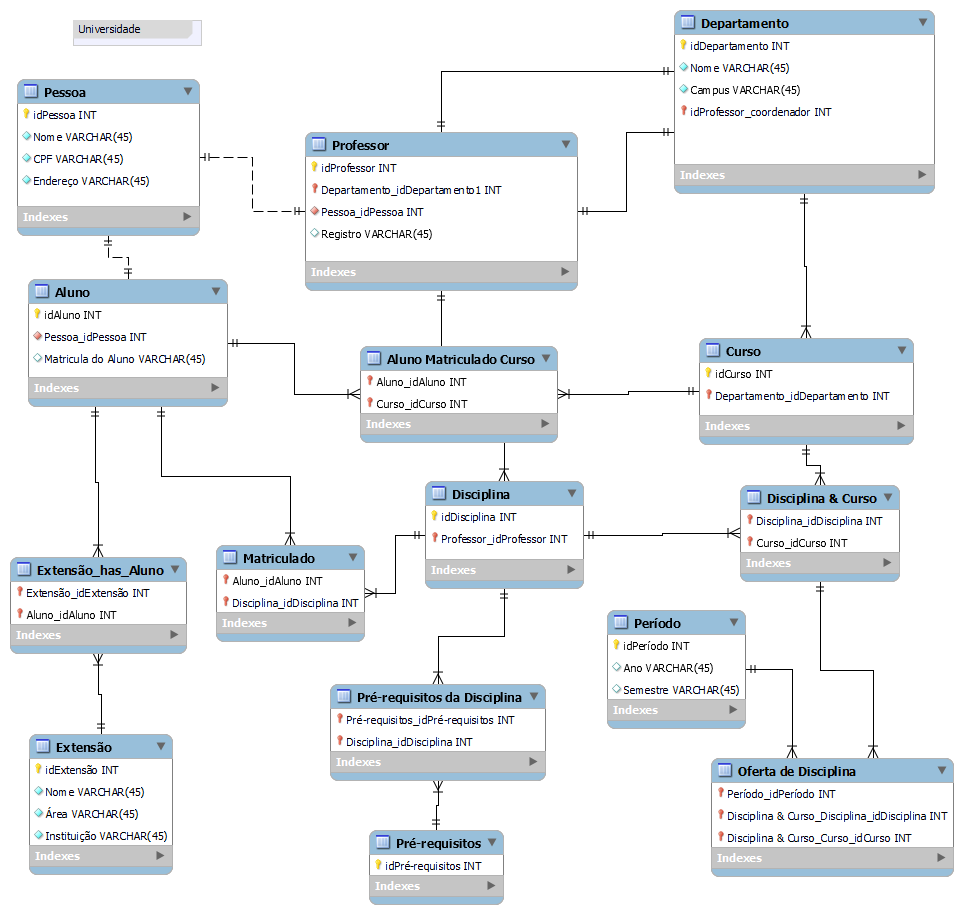 Universidade
Departamento
idDepartamento INT
Nome VARCHAR(45)
Campus VARCHAR(45)
idProfessor_coordenador INT
Indexes
Pessoa
idPessoa INT
Nome VARCHAR(45)
CPF VARCHAR(45)
Endereço VARCHAR(45)
Indexes
Professor
idProfessor INT
Departamento_idDepartamento1 INT
Pessoa_idPessoa INT
Registro VARCHAR(45)
Indexes
Aluno
idAluno INT
Pessoa_idPessoa INT
Matricula do Aluno VARCHAR(45)
Indexes
Aluno Matriculado Curso
Aluno_idAluno INT
Curso_idCurso INT
Indexes
Curso
idCurso INT
Departamento_idDepartamento INT
Indexes
Disciplina
idDisciplina INT
Professor_idProfessor INT
Indexes
Disciplina & Curso
Disciplina_idDisciplina INT
Curso_idCurso INT
Indexes
Extensão_has_Aluno
Extensão_idExtensão INT
Aluno_idAluno INT
Indexes
Matriculado
Aluno_idAluno INT
Disciplina_idDisciplina INT
Indexes
Período
idPeríodo INT
Ano VARCHAR(45)
Semestre VARCHAR(45)
Indexes
Pré-requisitos da Disciplina
Pré-requisitos_idPré-requisitos INT
Disciplina_idDisciplina INT
Indexes
Extensão
idExtensão INT
Nome VARCHAR(45)
Área VARCHAR(45)
Instituição VARCHAR(45)
Indexes
Oferta de Disciplina
Período_idPeríodo INT
Disciplina & Curso_Disciplina_idDisciplina INT
Disciplina & Curso_Curso_idCurso INT
Indexes
Pré-requisitos
idPré-requisitos INT
Indexes